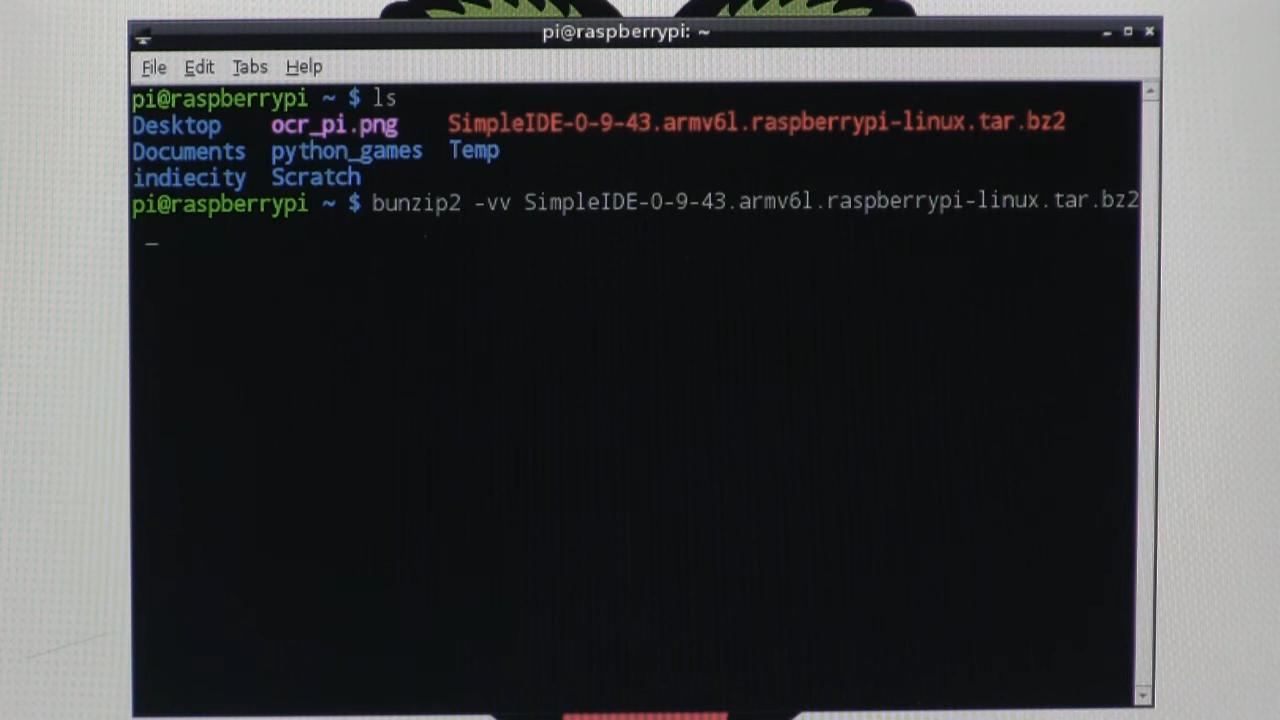 pi@raspberrypi: ~
File Edit Tabs Help
pi@raspberrypi ~ $ ls
Desktop ocr_pi.png SimpleIDE-0-9-43.armv6l.raspberrypi-linux.tar.bz2
Documents python_games Temp
indiecity Scratch
pi@raspberrypi ~ $ bunzip2 -vv SimpleIDE-0-9-43.armv6l.raspberrypi-linux.tar.bz2
_